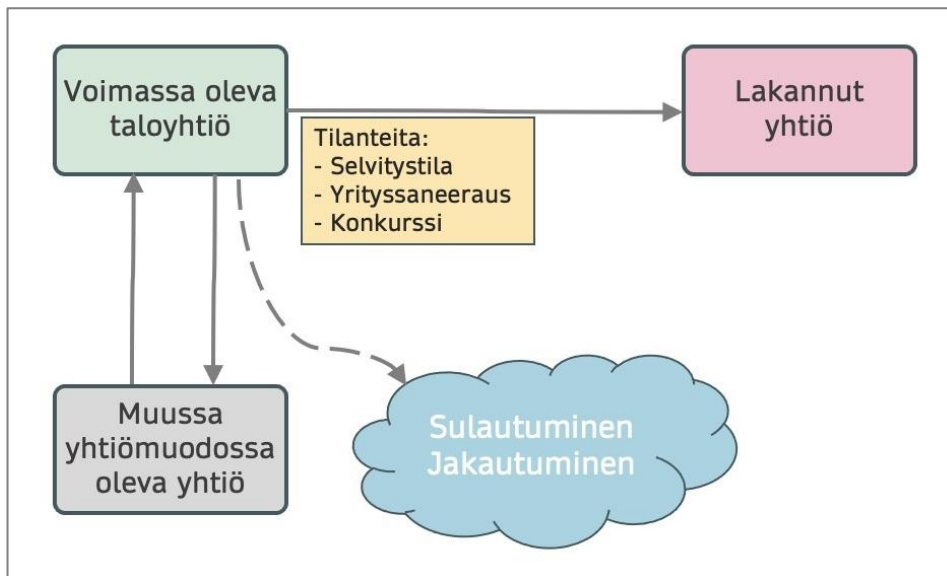 Voimassa oleva
taloyhtiö
Lakannut
yhtiö
Tilanteita:
- Selvitystila
- Yrityssaneeraus
- Konkurssi
Muussa
yhtiömuodossa
oleva yhtiö
Sulautuminen
Jakautuminen